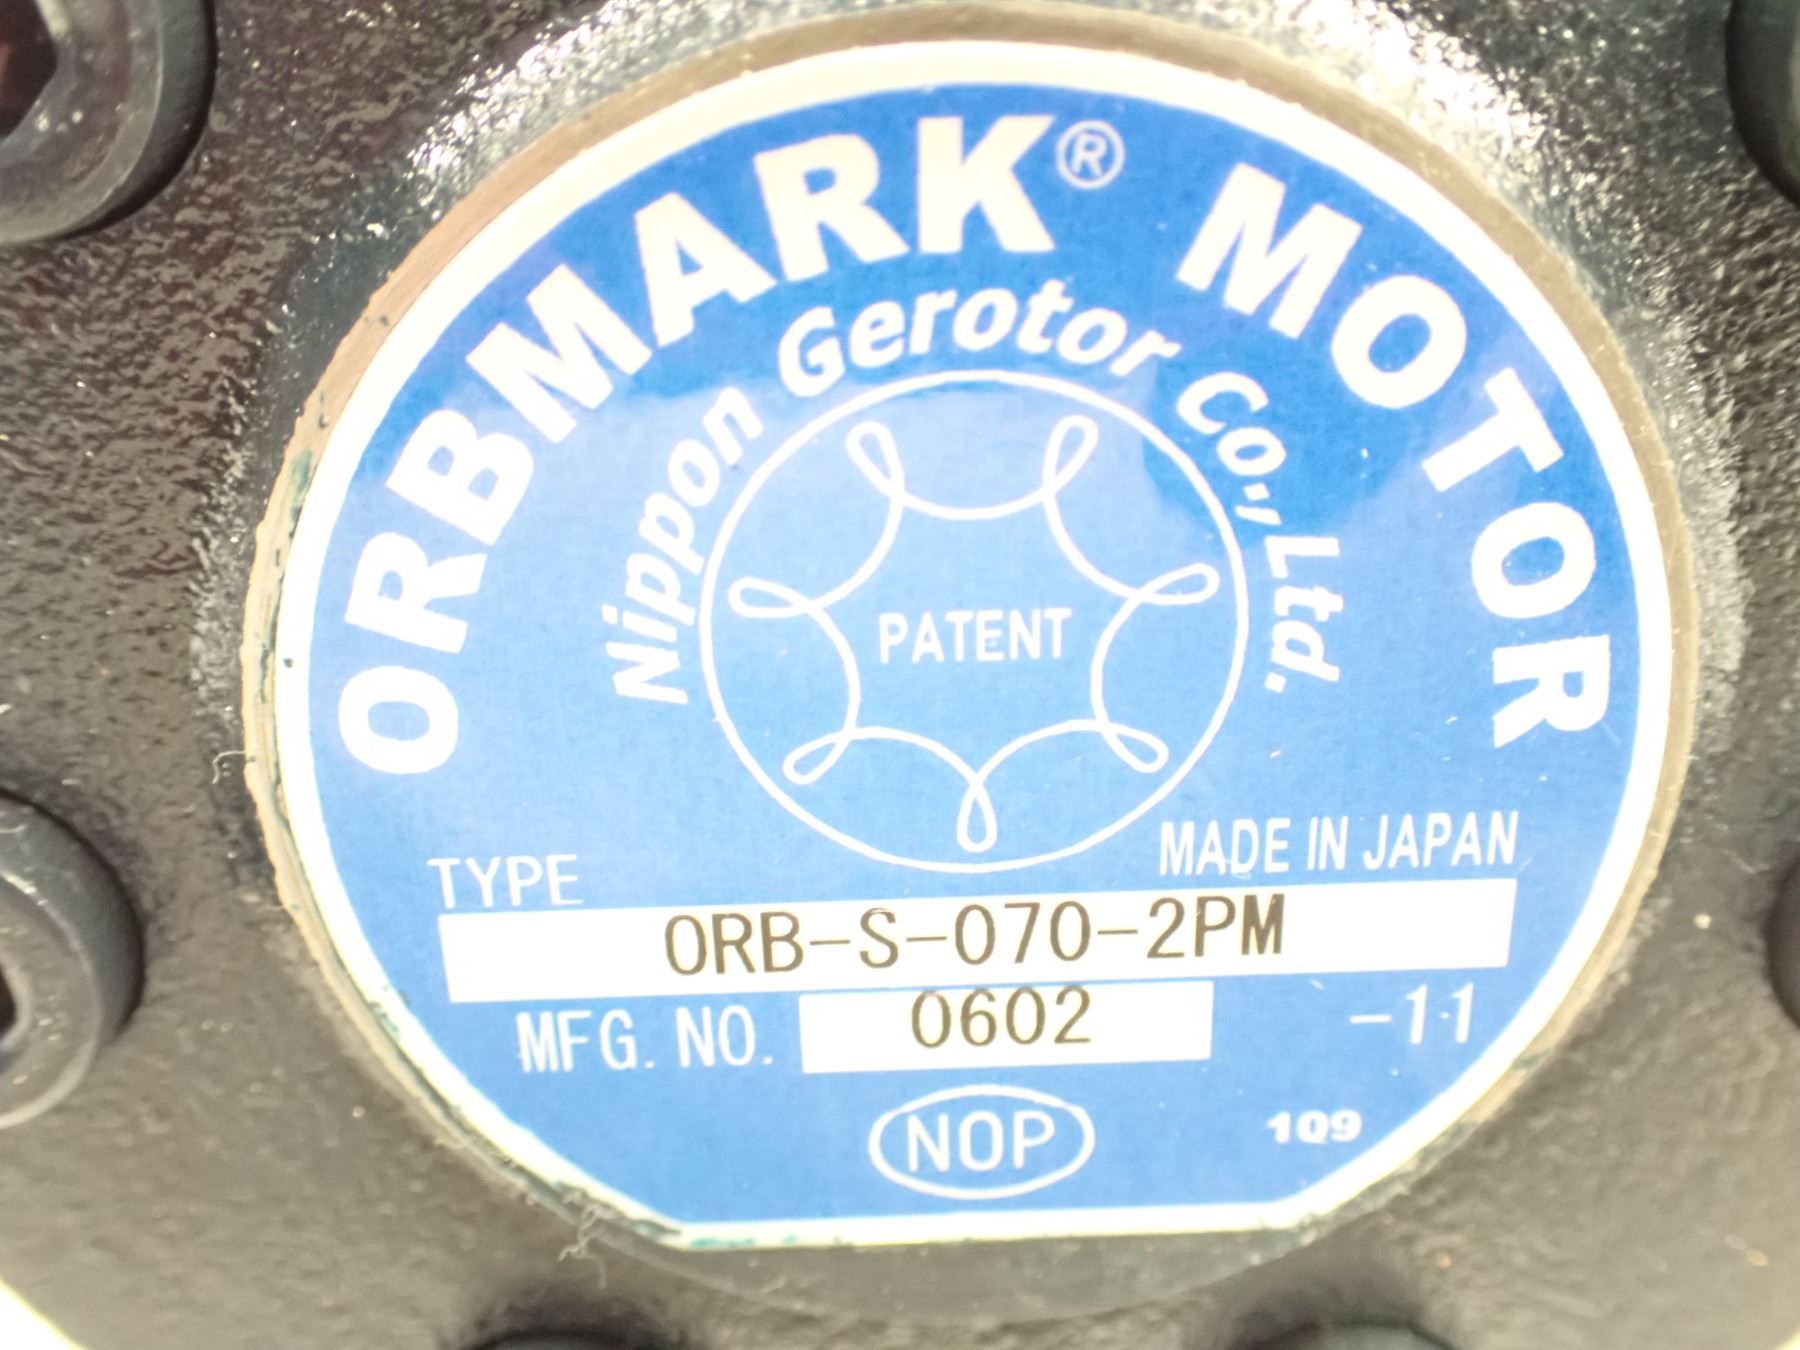 ORBMARK® MOTOR
Nippon Gerotor Co., Ltd.
PATENT
MADE IN JAPAN
TYPE
ORB-S-070-2PM
MFG. NO. 0602 -11
NOP
1Q9